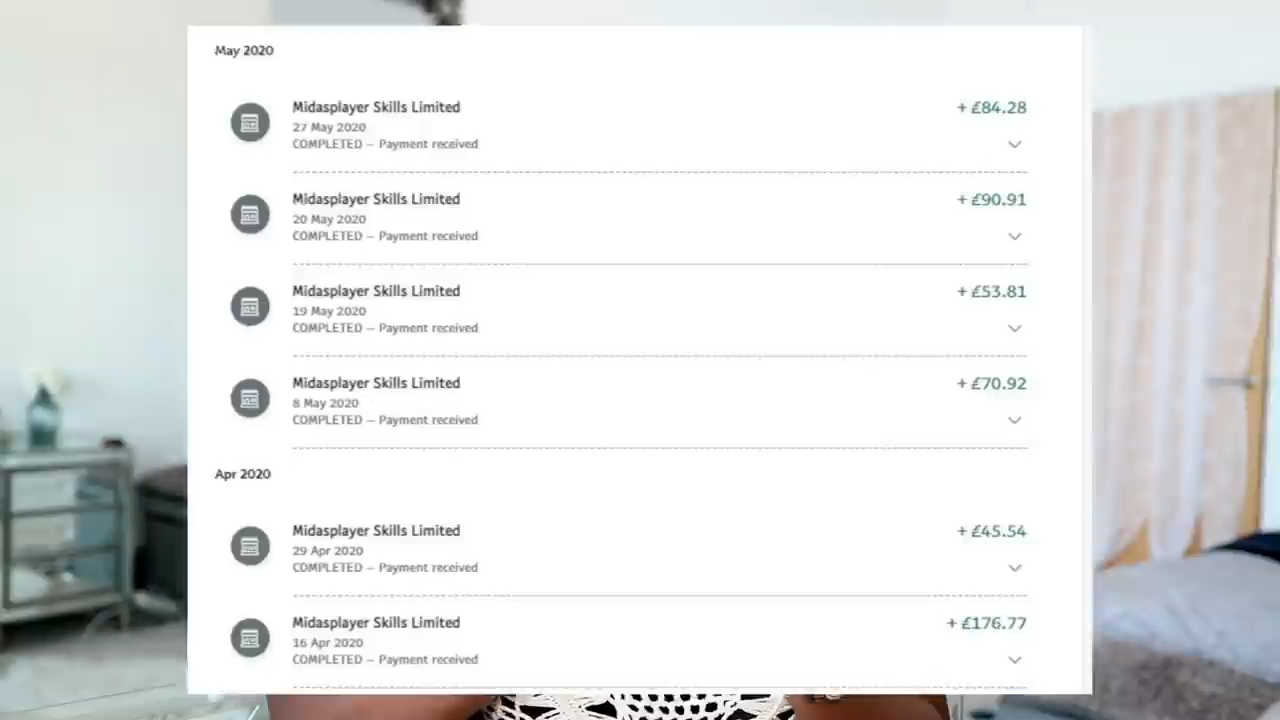 May 2020
Midasplayer Skills Limited
+ £84.28
27 May 2020
COMPLETED – Payment received
Midasplayer Skills Limited
+ £90.91
20 May 2020
COMPLETED – Payment received
Midasplayer Skills Limited
+ £53.81
19 May 2020
COMPLETED – Payment received
Midasplayer Skills Limited
+ £70.92
8 May 2020
COMPLETED – Payment received
Apr 2020
Midasplayer Skills Limited
+ £45.54
29 Apr 2020
COMPLETED – Payment received
Midasplayer Skills Limited
+ £176.77
16 Apr 2020
COMPLETED – Payment received